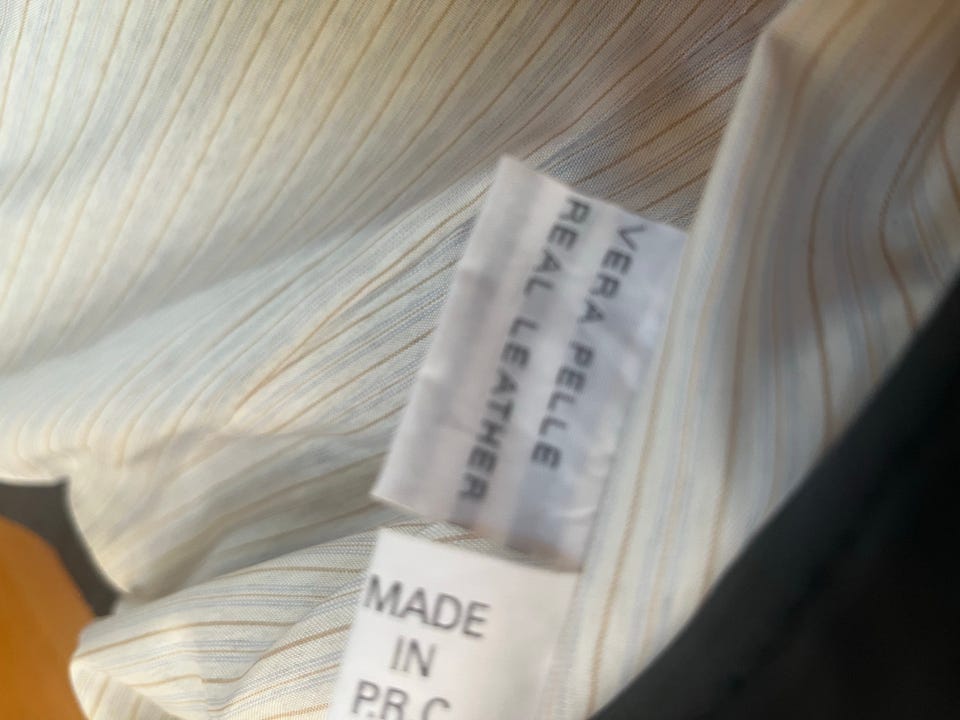 VERA PELLE
REAL LEATHER
MADE
IN
P.R.C.